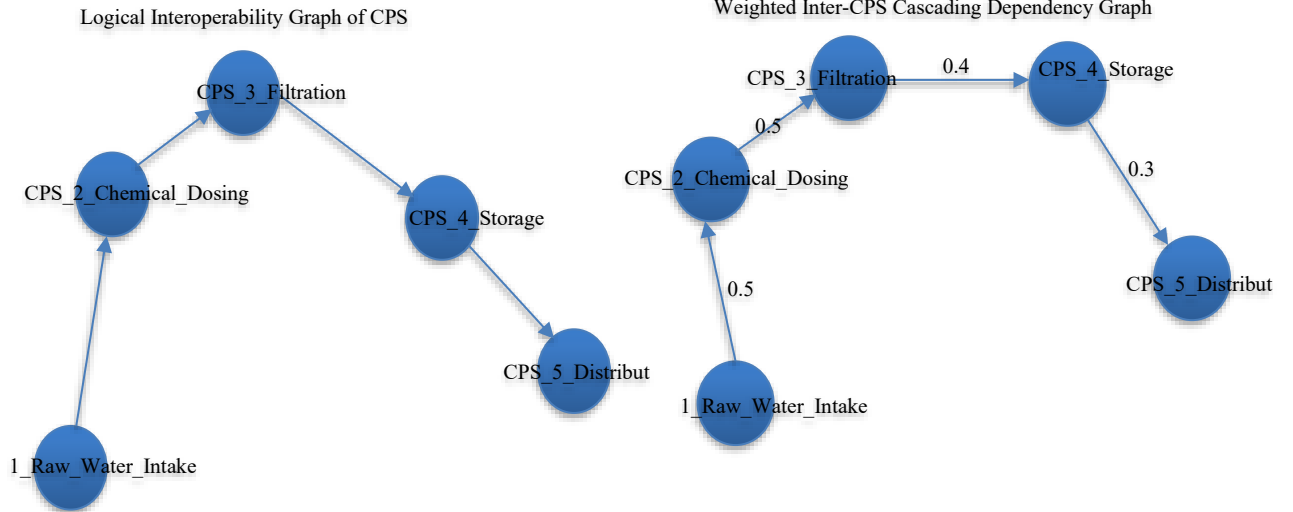 Logical Interoperability Graph of CPS
CPS_3_Filtration
CPS_2_Chemical_Dosing
CPS_4_Storage
CPS_5_Distribut
1_Raw_Water_Intake
Weighted Inter-CPS Cascading Dependency Graph
CPS_3_Filtration
0.4
CPS_4_Storage
0.5
CPS_2_Chemical_Dosing
0.3
0.5
CPS_5_Distribut
1_Raw_Water_Intake